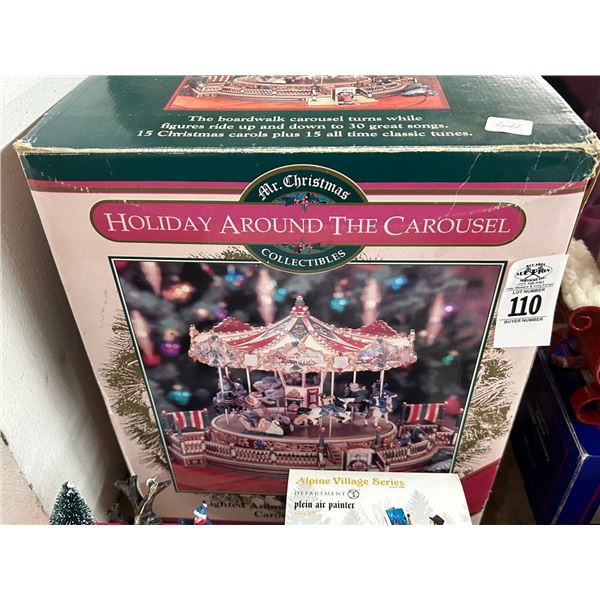 The boardwalk carousel turns while
figures ride up and down to 30 great songs.
15 Christmas carols plus 15 all time classic tunes.
Mr. Christmas
HOLIDAY AROUND THE CAROUSEL
COLLECTIBLES
AUCTION
LOT NUMBER
110
BUYER NUMBER
Alpine Village Series
DEPARTMENT 56
plein air painter